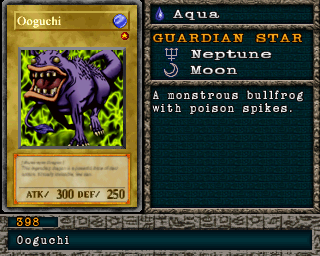 Ooguchi
ATK/ 300 DEF/ 250
Aqua
GUARDIAN STAR
Neptune
Moon
A monstrous bullfrog
with poison spikes.
398
Ooguchi